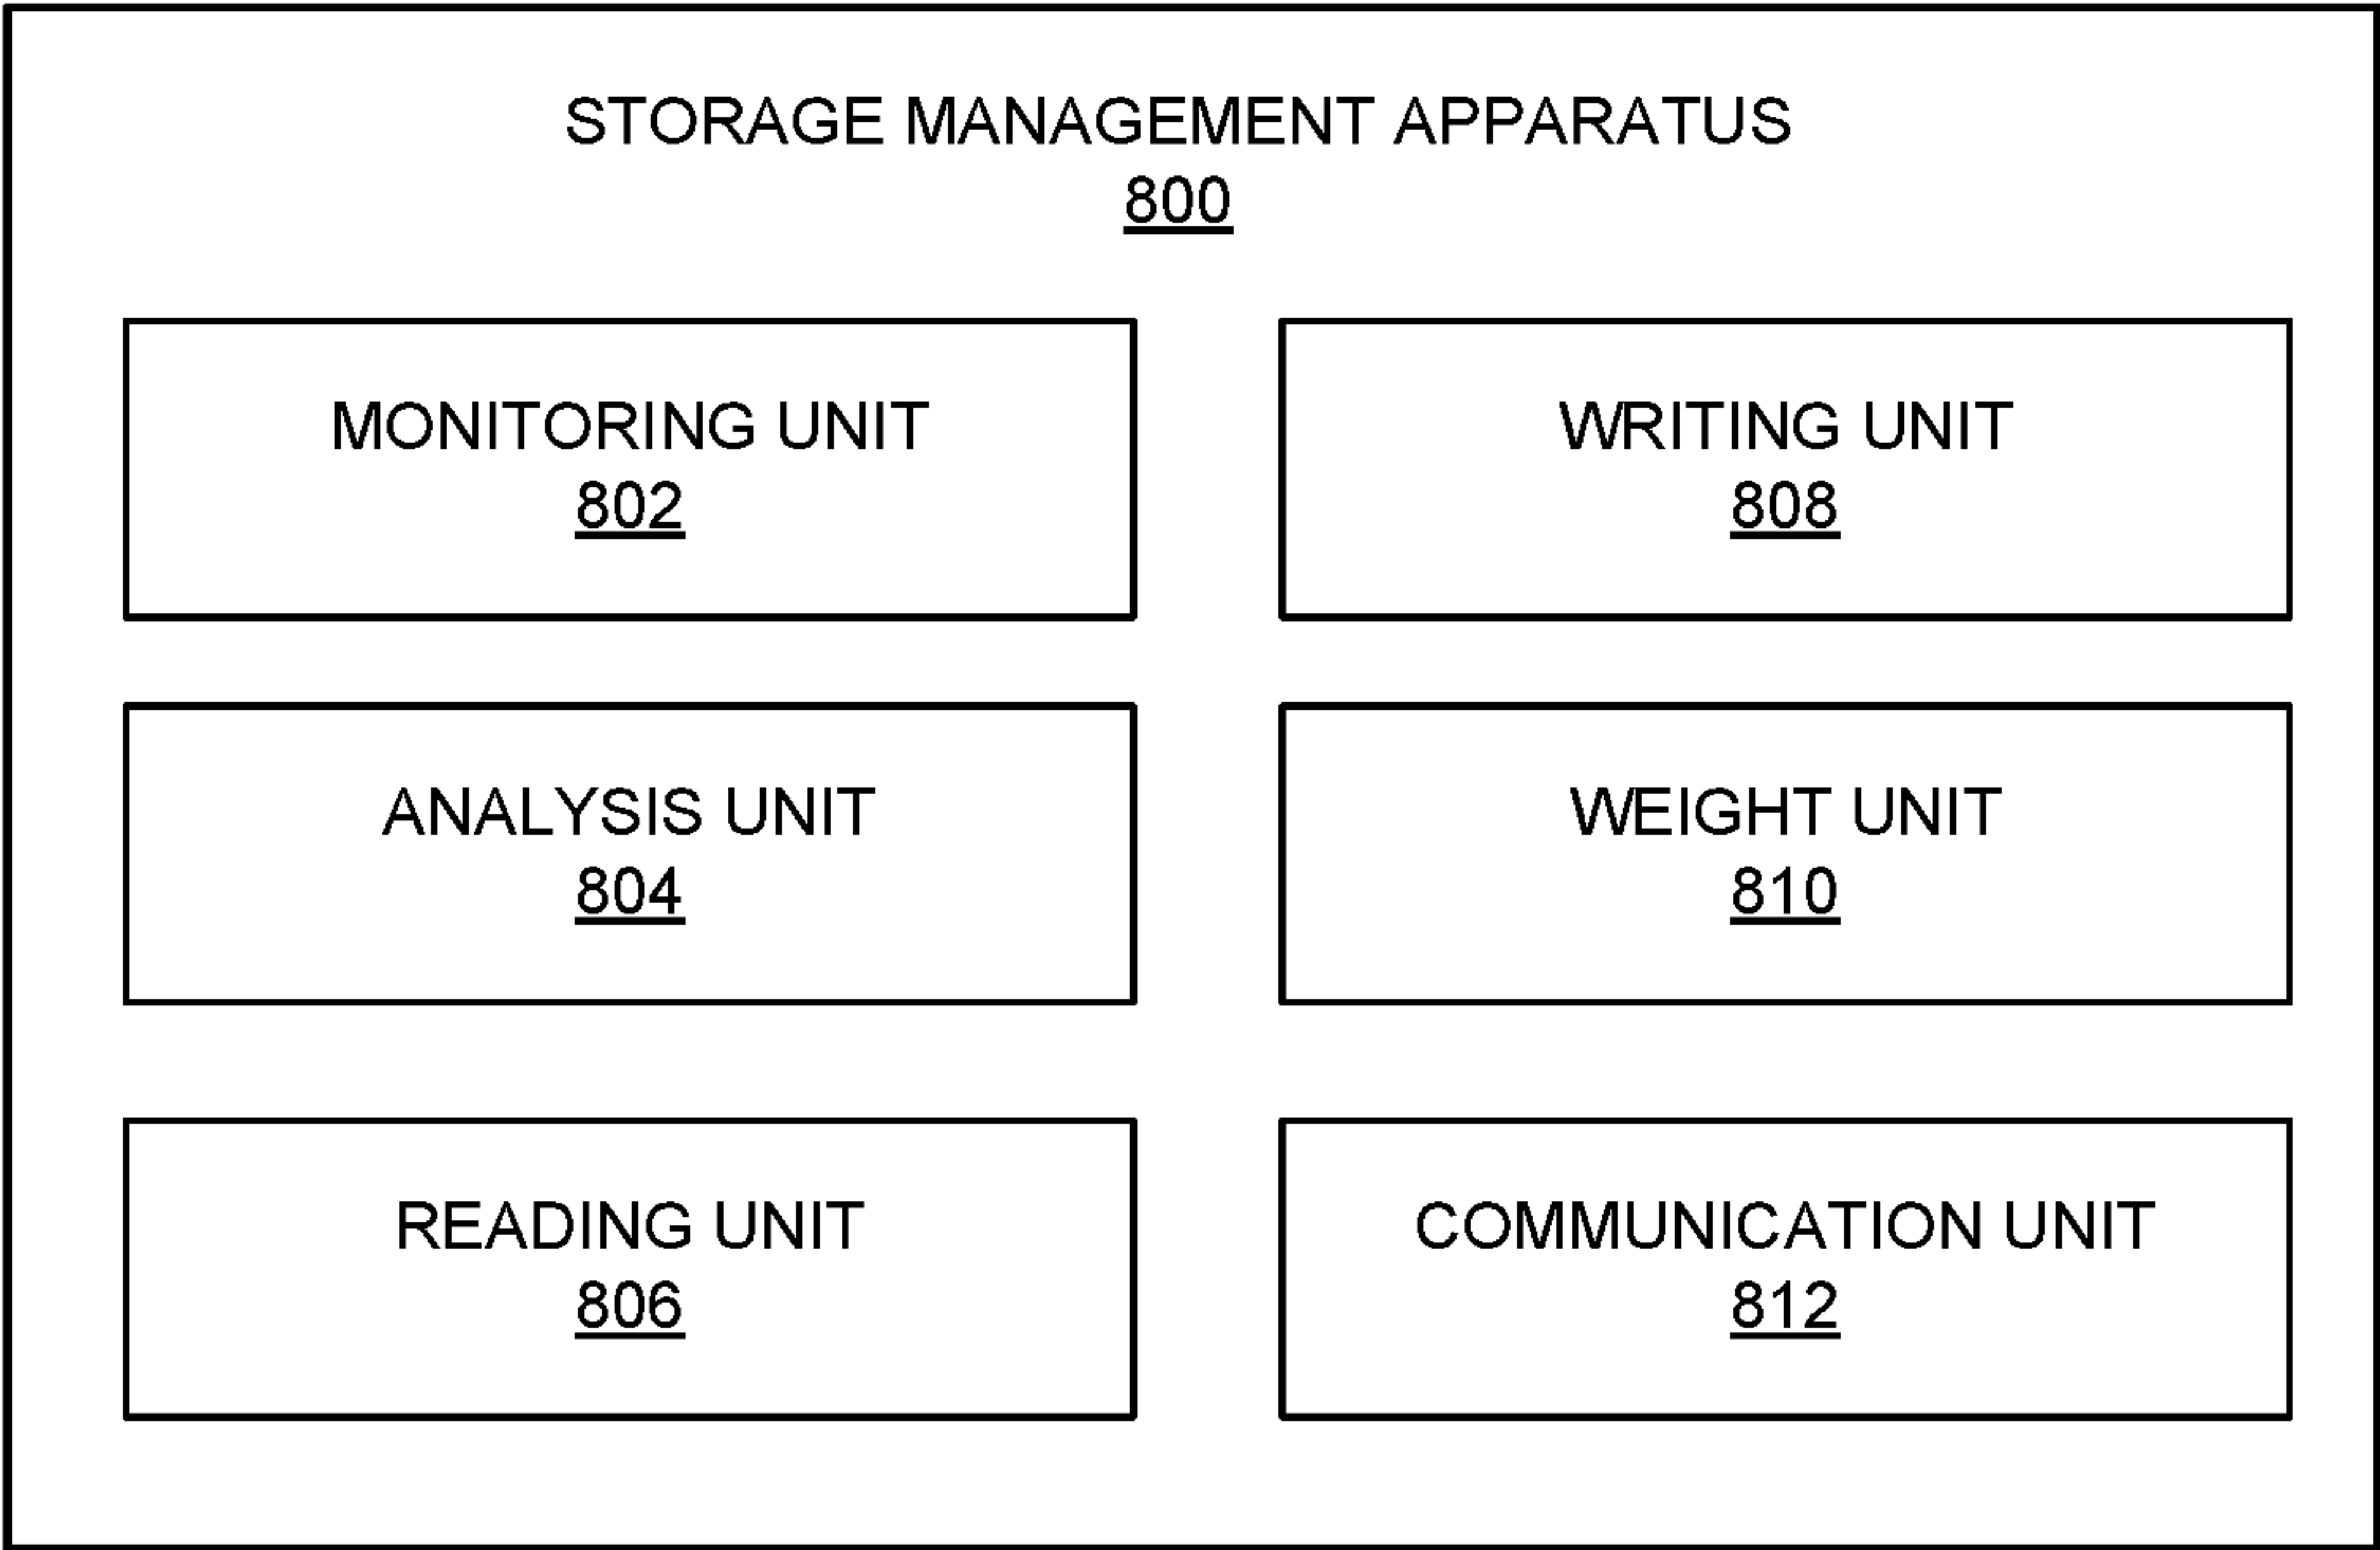 STORAGE MANAGEMENT APPARATUS
800
MONITORING UNIT
802
WRITING UNIT
808
ANALYSIS UNIT
804
WEIGHT UNIT
810
READING UNIT
806
COMMUNICATION UNIT
812